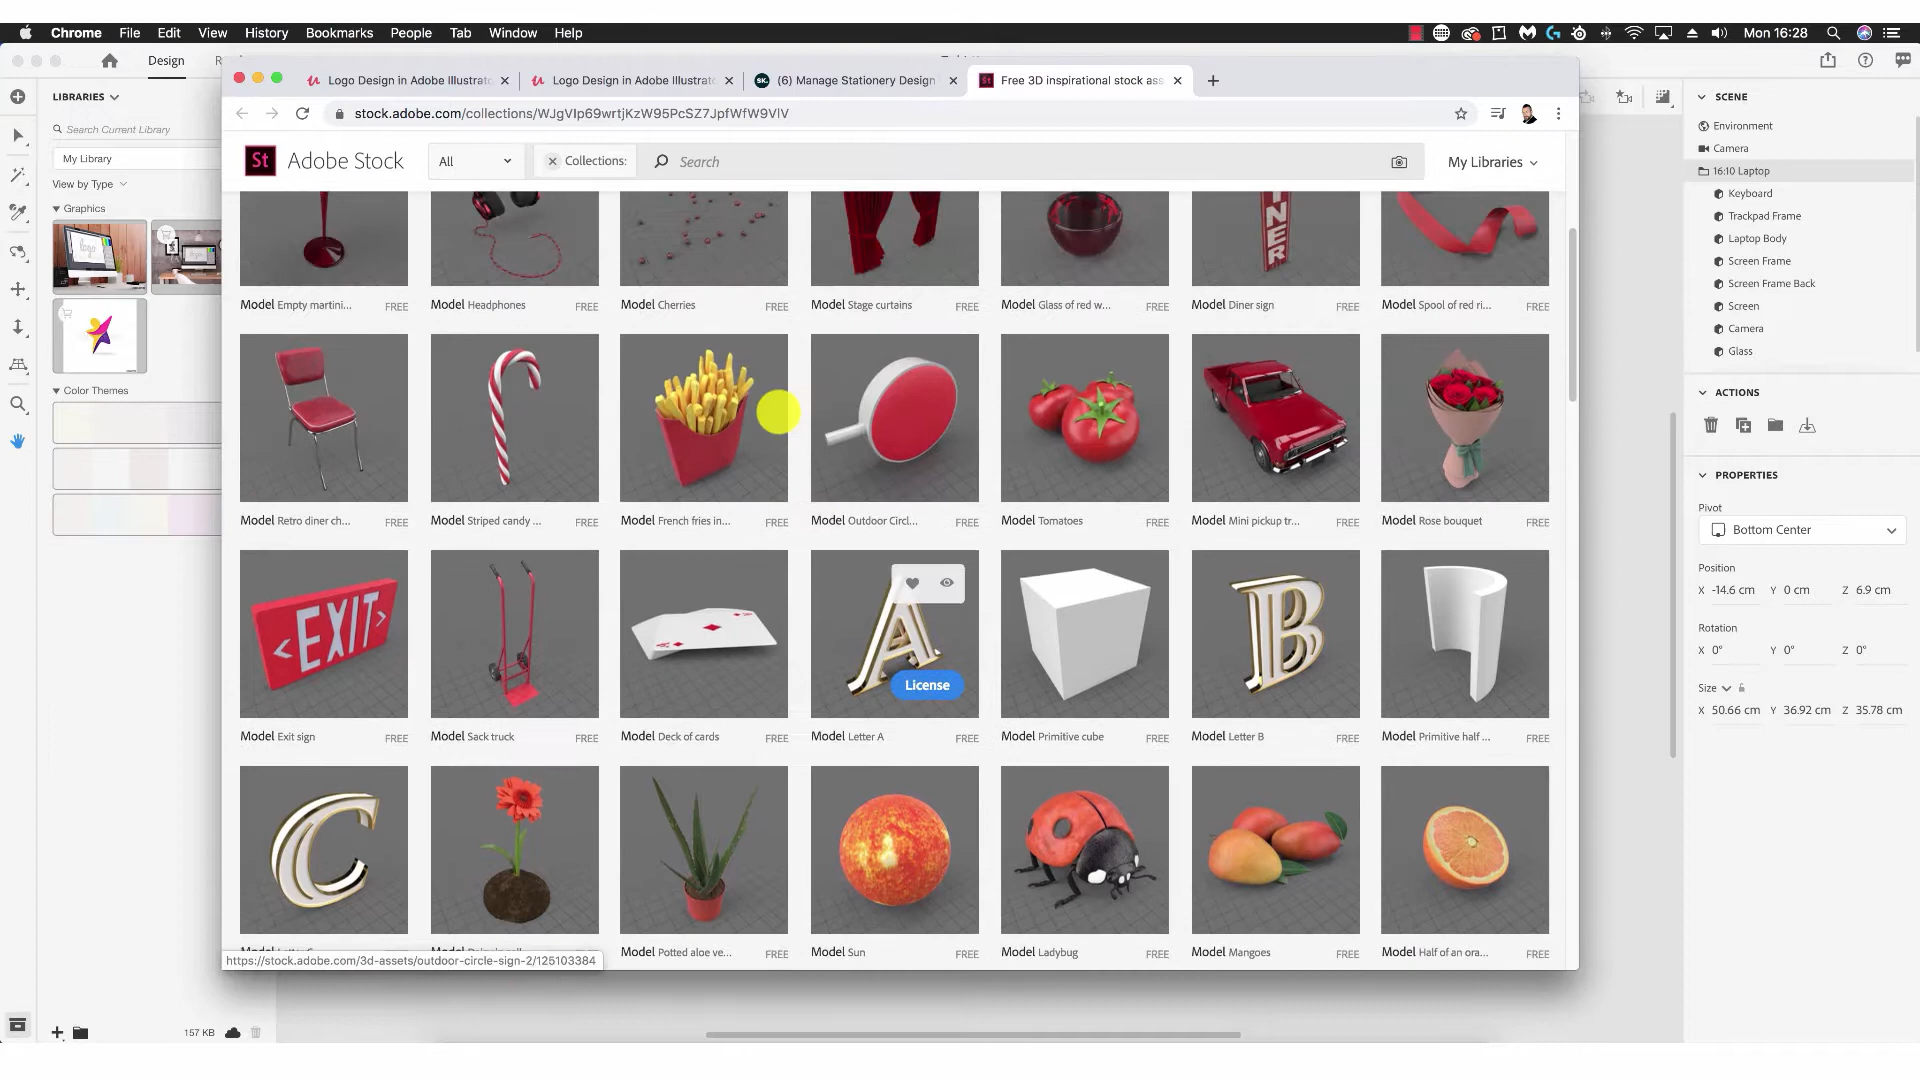 Chrome File Edit View History Bookmarks People Tab Window Help Mon 16:28
Design
LIBRARIES
Search Current Library
My Library
View by Type
Graphics
Color Themes
157 KB
Logo Design in Adobe Illustrato
Logo Design in Adobe Illustrato
(6) Manage Stationery Design
Free 3D inspirational stock ass
stock.adobe.com/collections/WJgVIp69wrtjKzW95PcSZ7JpfWfW9VlV
St Adobe Stock All Collections: Search My Libraries
INER
Model Empty martini... FREE
Model Headphones FREE
Model Cherries FREE
Model Stage curtains FREE
Model Glass of red w... FREE
Model Diner sign FREE
Model Spool of red ri... FREE
Model Retro diner ch... FREE
Model Striped candy ... FREE
Model French fries in... FREE
Model Outdoor Circl... FREE
Model Tomatoes FREE
Model Mini pickup tr... FREE
Model Rose bouquet FREE
<EXIT>
A
License
B
Model Exit sign FREE
Model Sack truck FREE
Model Deck of cards FREE
Model Letter A FREE
Model Primitive cube FREE
Model Letter B FREE
Model Primitive half ... FREE
C
Model Potted aloe ve... FREE
Model Sun FREE
Model Ladybug FREE
Model Mangoes FREE
Model Half of an ora... FREE
https://stock.adobe.com/3d-assets/outdoor-circle-sign-2/125103384
SCENE
Environment
Camera
16:10 Laptop
Keyboard
Trackpad Frame
Laptop Body
Screen Frame
Screen Frame Back
Screen
Camera
Glass
ACTIONS
PROPERTIES
Pivot
Bottom Center
Position
X -14.6 cm Y 0 cm Z 6.9 cm
Rotation
X 0° Y 0° Z 0°
Size
X 50.66 cm Y 36.92 cm Z 35.78 cm